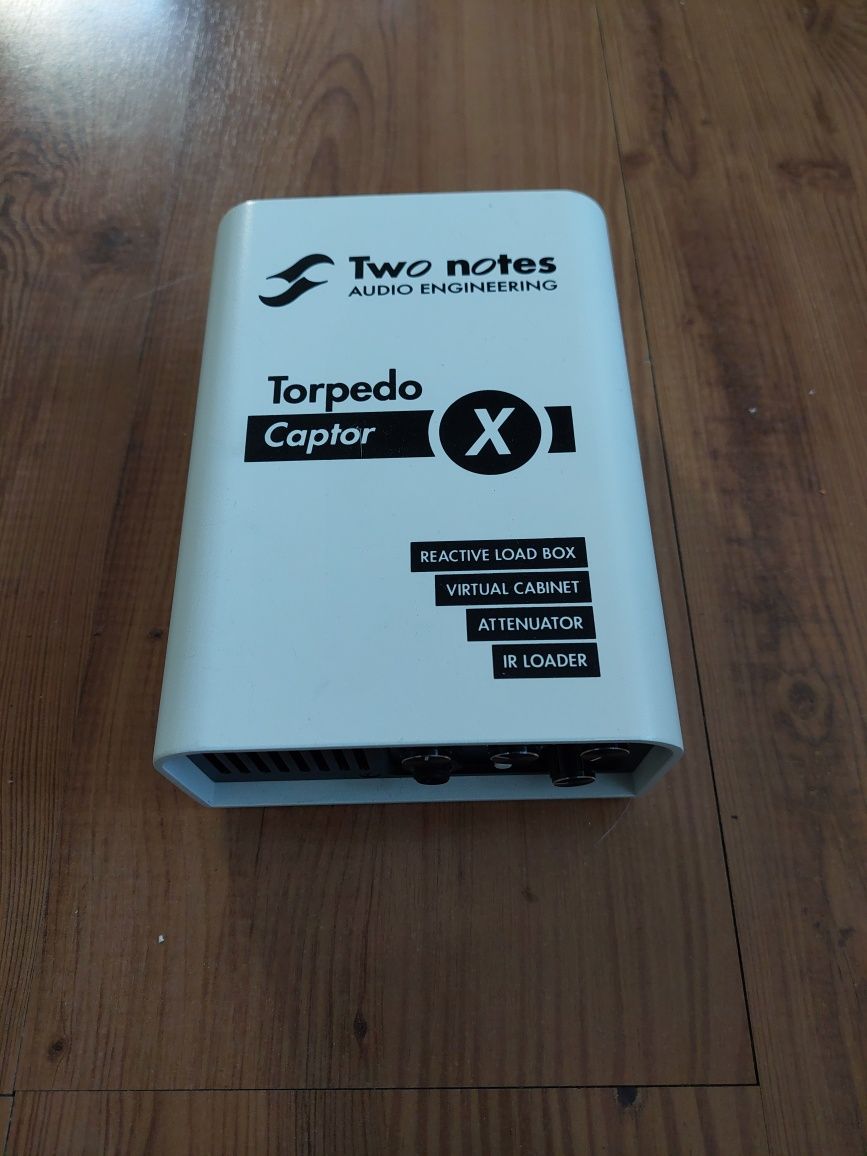 Two notes
AUDIO ENGINEERING
Torpedo
Captor X
REACTIVE LOAD BOX
VIRTUAL CABINET
ATTENUATOR
IR LOADER